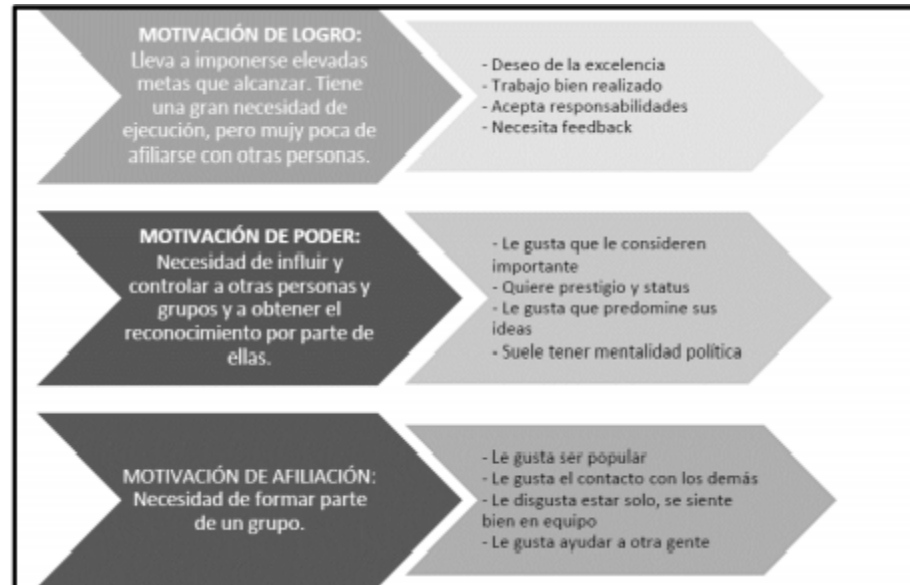 MOTIVACIÓN DE LOGRO:
Lleva a imponerse elevadas
metas que alcanzar. Tiene
una gran necesidad de
ejecución, pero mujy poca de
afiliarse con otras personas.
- Deseo de la excelencia
- Trabajo bien realizado
- Acepta responsabilidades
- Necesita feedback
MOTIVACIÓN DE PODER:
Necesidad de influir y
controlar a otras personas y
grupos y a obtener el
reconocimiento por parte de
ellas.
- Le gusta que le consideren
importante
- Quiere prestigio y status
- Le gusta que predomine sus
ideas
- Suele tener mentalidad política
MOTIVACIÓN DE AFILIACIÓN:
Necesidad de formar parte
de un grupo.
- Le gusta ser popular
- Le gusta el contacto con los demás
- Le disgusta estar solo, se siente
bien en equipo
- Le gusta ayudar a otra gente